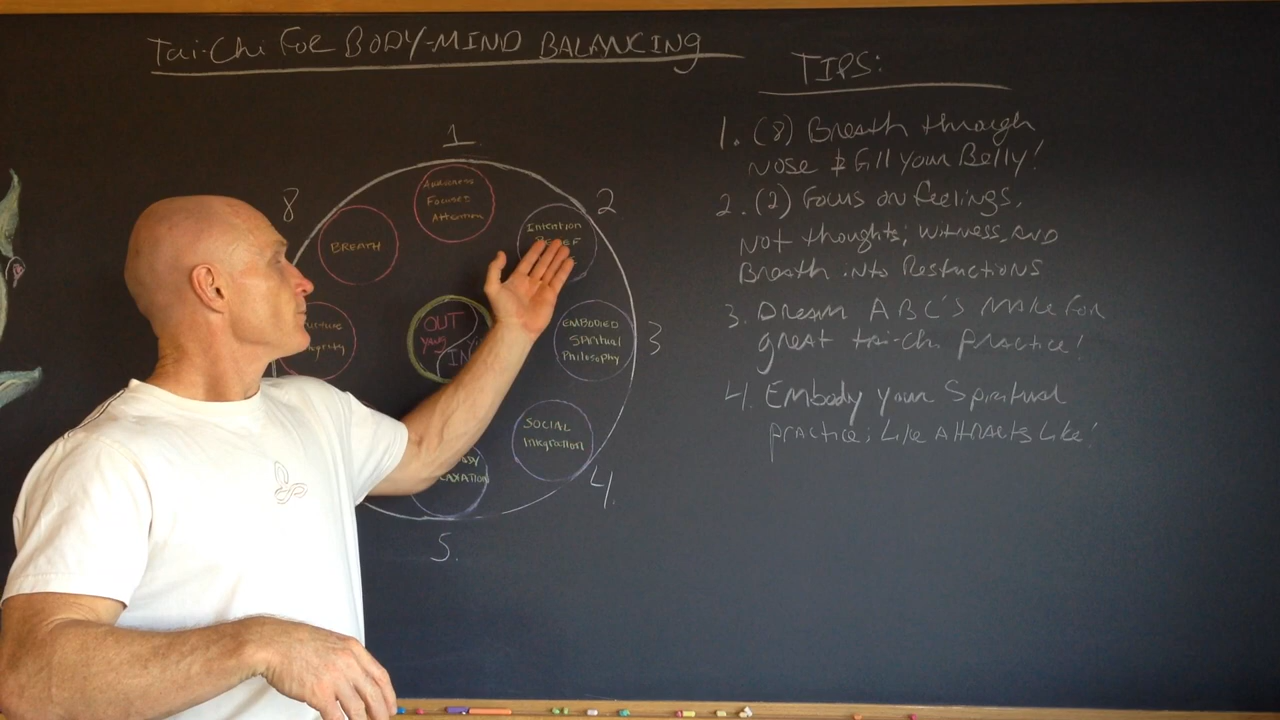 Tai-Chi FOR BODY-MIND BALANCING
TIPS:
1. (8) Breath through
Nose & Fill your Belly!
2. (2) Focus on feelings,
Not thoughts; witness, AND
Breath into Restrictions
3. Dream ABC'S MAKE FOR
great tai-chi practice!
4. Embody your Spiritual
practice; Like Attracts Like!
1
Awareness
Focused
Attention
2
Intention
3
EMBODIED
Spiritual
Philosophy
4.
SOCIAL
Integration
5.
8
BREATH
OUT
Yang
IN